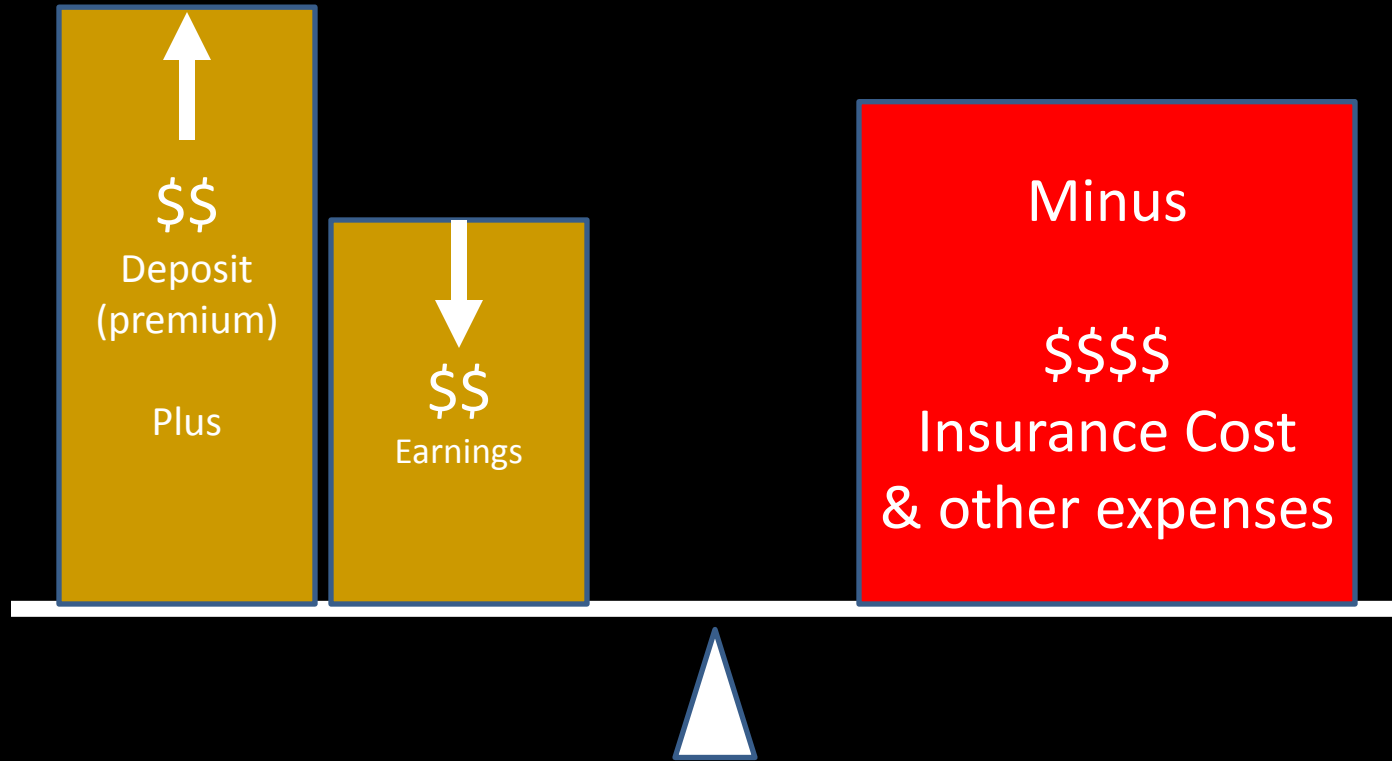 $$
Deposit
(premium)
Plus
$$
Earnings
Minus
$$$$
Insurance Cost
& other expenses